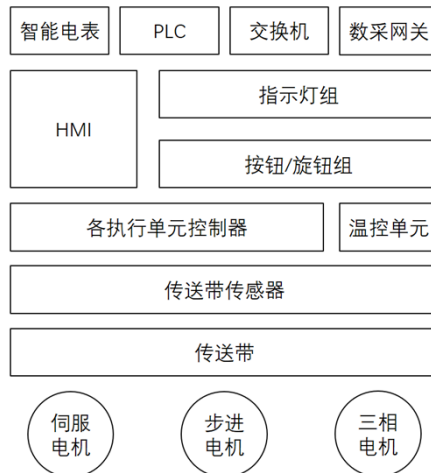 智能电表 PLC 交换机 数采网关
指示灯组
HMI
按钮/旋钮组
各执行单元控制器 温控单元
传送带传感器
传送带
伺服
电机
步进
电机
三相
电机